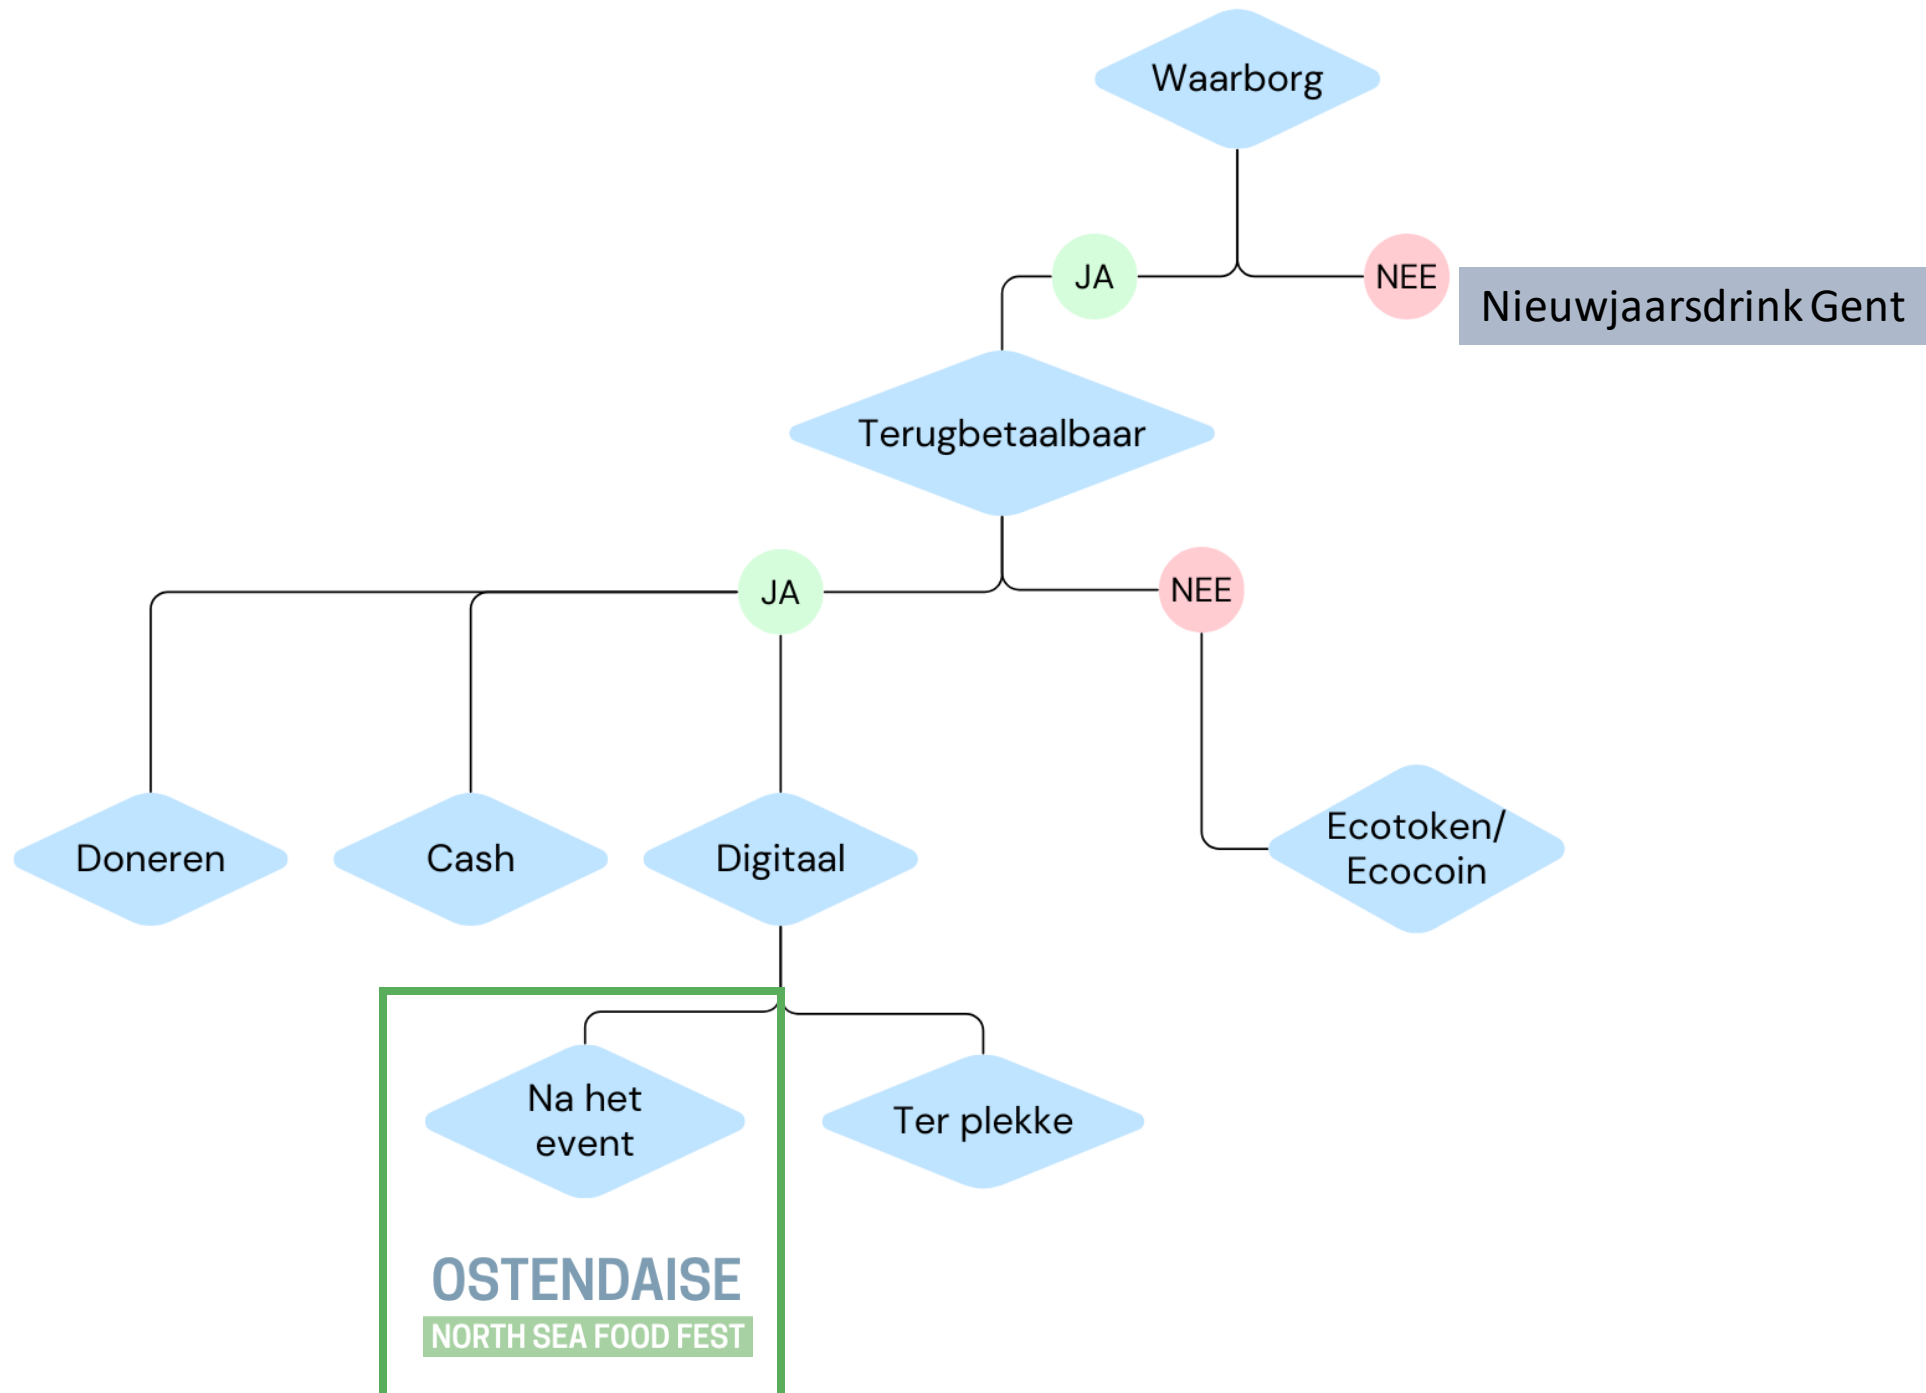 Waarborg
JA
NEE
Nieuwjaarsdrink Gent
Terugbetaalbaar
JA
NEE
Doneren
Cash
Digitaal
Ecotoken/
Ecocoin
Na het
event
Ter plekke
OSTENDAISE
NORTH SEA FOOD FEST